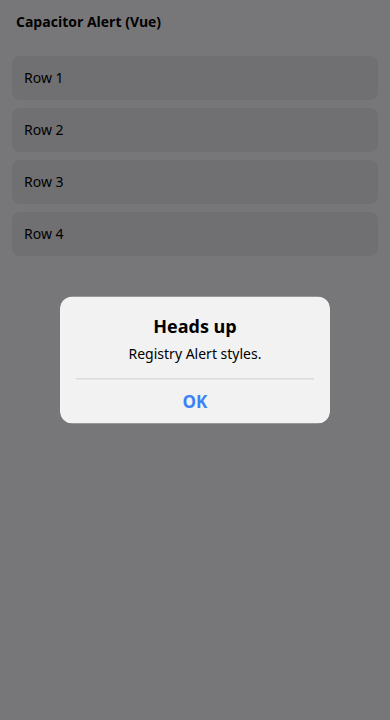 Capacitor Alert (Vue)
Row 1
Row 2
Row 3
Row 4
Heads up
Registry Alert styles.
OK